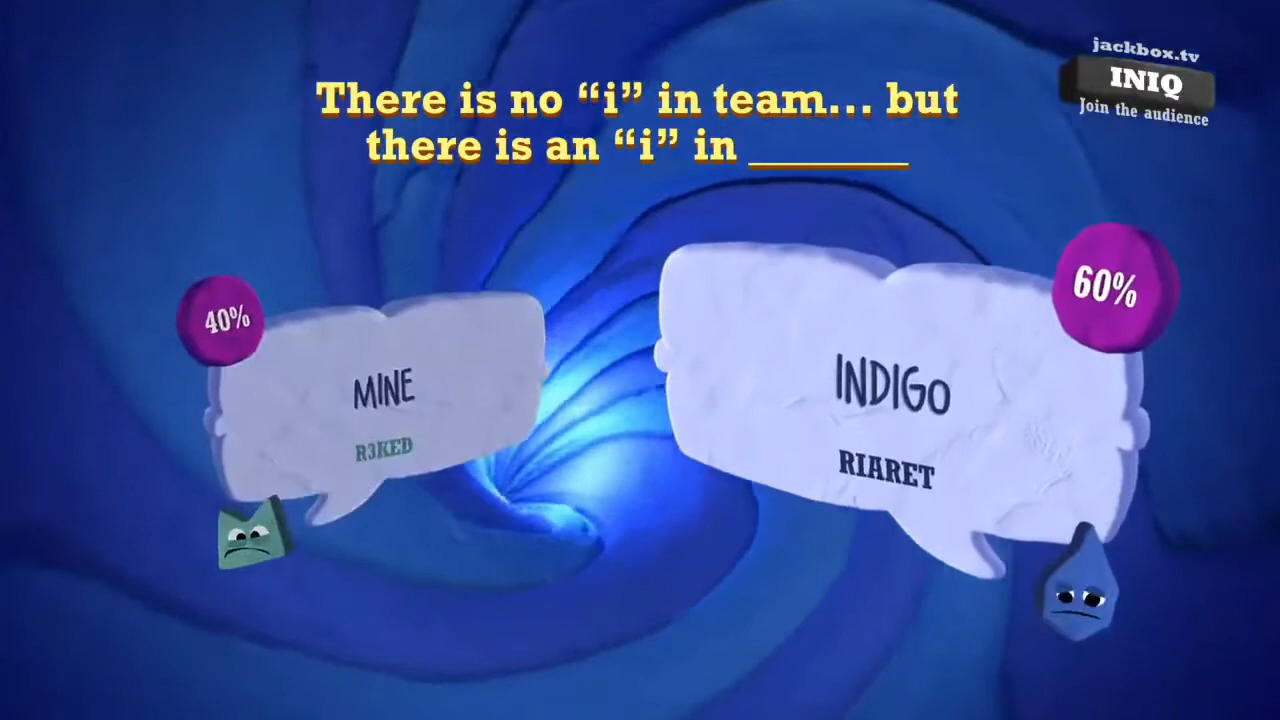 jackbox.tv
INIQ
Join the audience
There is no “i” in team... but
there is an “i” in ________
40%
MINE
R3KED
60%
INDIGO
RIARET